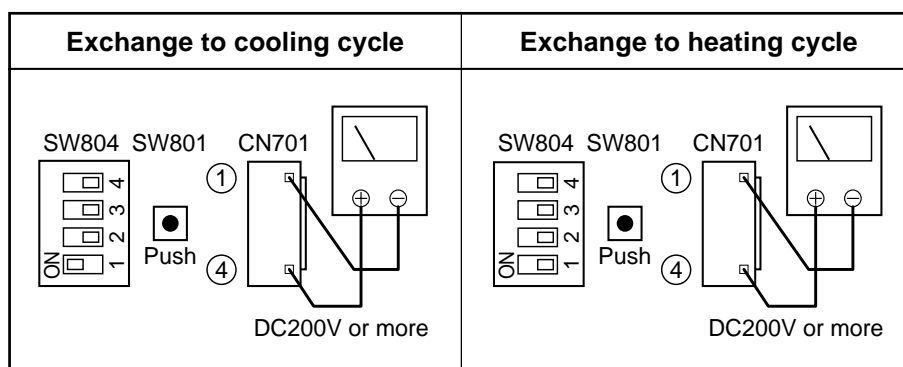 Exchange to cooling cycle
SW804 SW801 CN701
ON
4
3
2
1
Push
①
④
⊕ ⊖
DC200V or more
Exchange to heating cycle
SW804 SW801 CN701
ON
4
3
2
1
Push
①
④
⊕ ⊖
DC200V or more